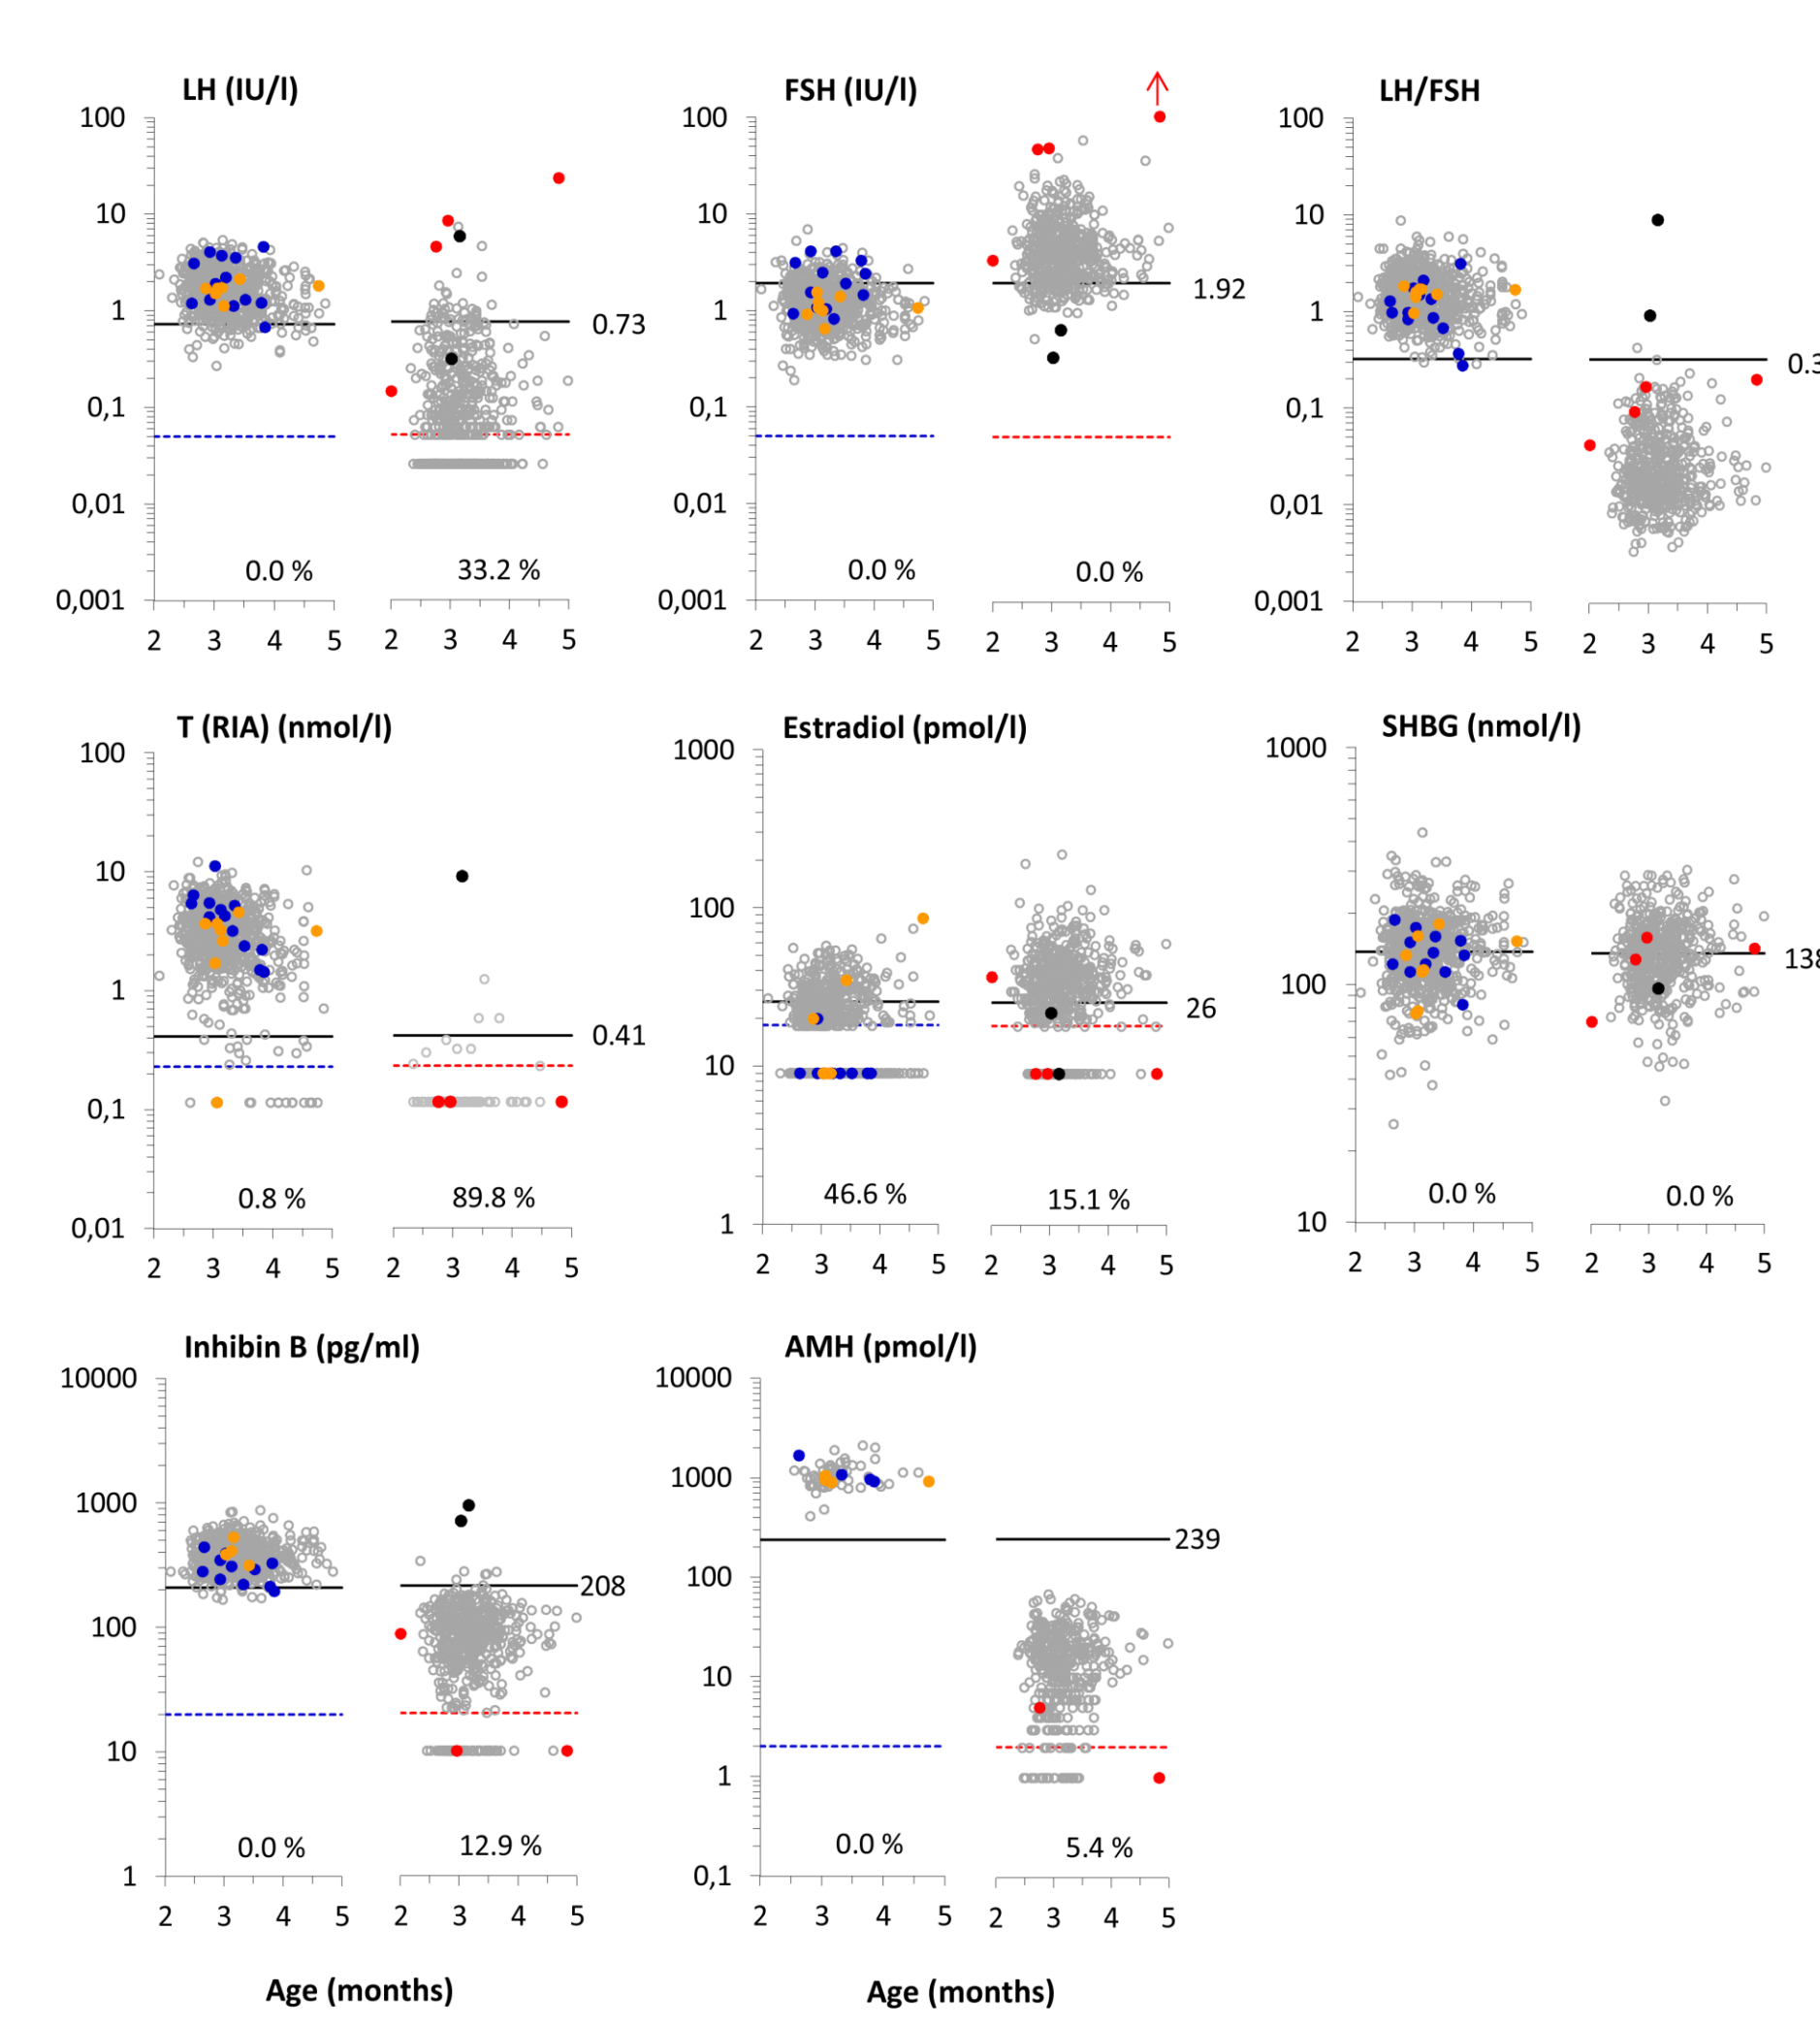 LH (IU/l)
100
10
1
0,1
0,01
0,001
0.73
0.0 %
33.2 %
2 3 4 5
2 3 4 5
FSH (IU/l)
100
10
1
0,1
0,01
0,001
1.92
0.0 %
0.0 %
2 3 4 5
2 3 4 5
LH/FSH
100
10
1
0,1
0,01
0,001
0.3
2 3 4 5
2 3 4 5
T (RIA) (nmol/l)
100
10
1
0,1
0,01
0.41
0.8 %
89.8 %
2 3 4 5
2 3 4 5
Estradiol (pmol/l)
1000
100
10
1
26
46.6 %
15.1 %
2 3 4 5
2 3 4 5
SHBG (nmol/l)
1000
100
10
138
0.0 %
0.0 %
2 3 4 5
2 3 4 5
Inhibin B (pg/ml)
10000
1000
100
10
1
208
0.0 %
12.9 %
2 3 4 5
2 3 4 5
Age (months)
AMH (pmol/l)
10000
1000
100
10
1
0,1
239
0.0 %
5.4 %
2 3 4 5
2 3 4 5
Age (months)